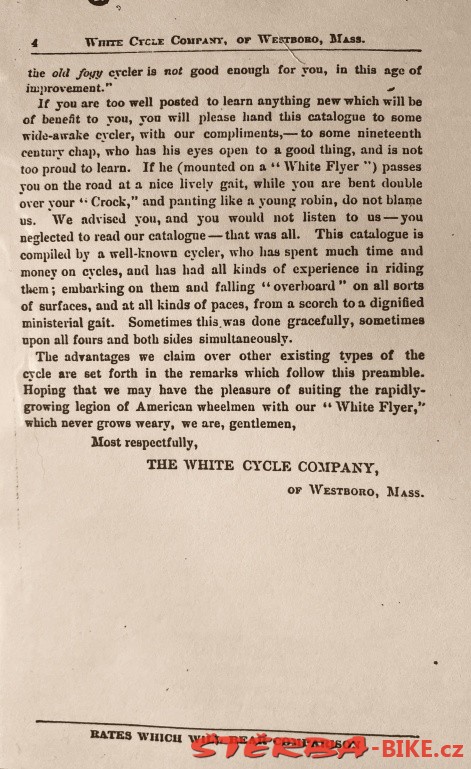 4 WHITE CYCLE COMPANY, OF WESTBORO, MASS.
the old fogy cycler is not good enough for you, in this age of
improvement."
If you are too well posted to learn anything new which will be
of benefit to you, you will please hand this catalogue to some
wide-awake cycler, with our compliments,—to some nineteenth
century chap, who has his eyes open to a good thing, and is not
too proud to learn. If he (mounted on a "White Flyer") passes
you on the road at a nice lively gait, while you are bent double
over your "Crock," and panting like a young robin, do not blame
us. We advised you, and you would not listen to us—you
neglected to read our catalogue—that was all. This catalogue is
compiled by a well-known cycler, who has spent much time and
money on cycles, and has had all kinds of experience in riding
them; embarking on them and falling "overboard" on all sorts
of surfaces, and at all kinds of paces, from a scorch to a dignified
ministerial gait. Sometimes this was done gracefully, sometimes
upon all fours and both sides simultaneously.
The advantages we claim over other existing types of the
cycle are set forth in the remarks which follow this preamble.
Hoping that we may have the pleasure of suiting the rapidly-
growing legion of American wheelmen with our "White Flyer,"
which never grows weary, we are, gentlemen,
Most respectfully,
THE WHITE CYCLE COMPANY,
OF WESTBORO, MASS.
RATES WHICH WILL BEAR COMPARISON.
STERBA-BIKE.cz